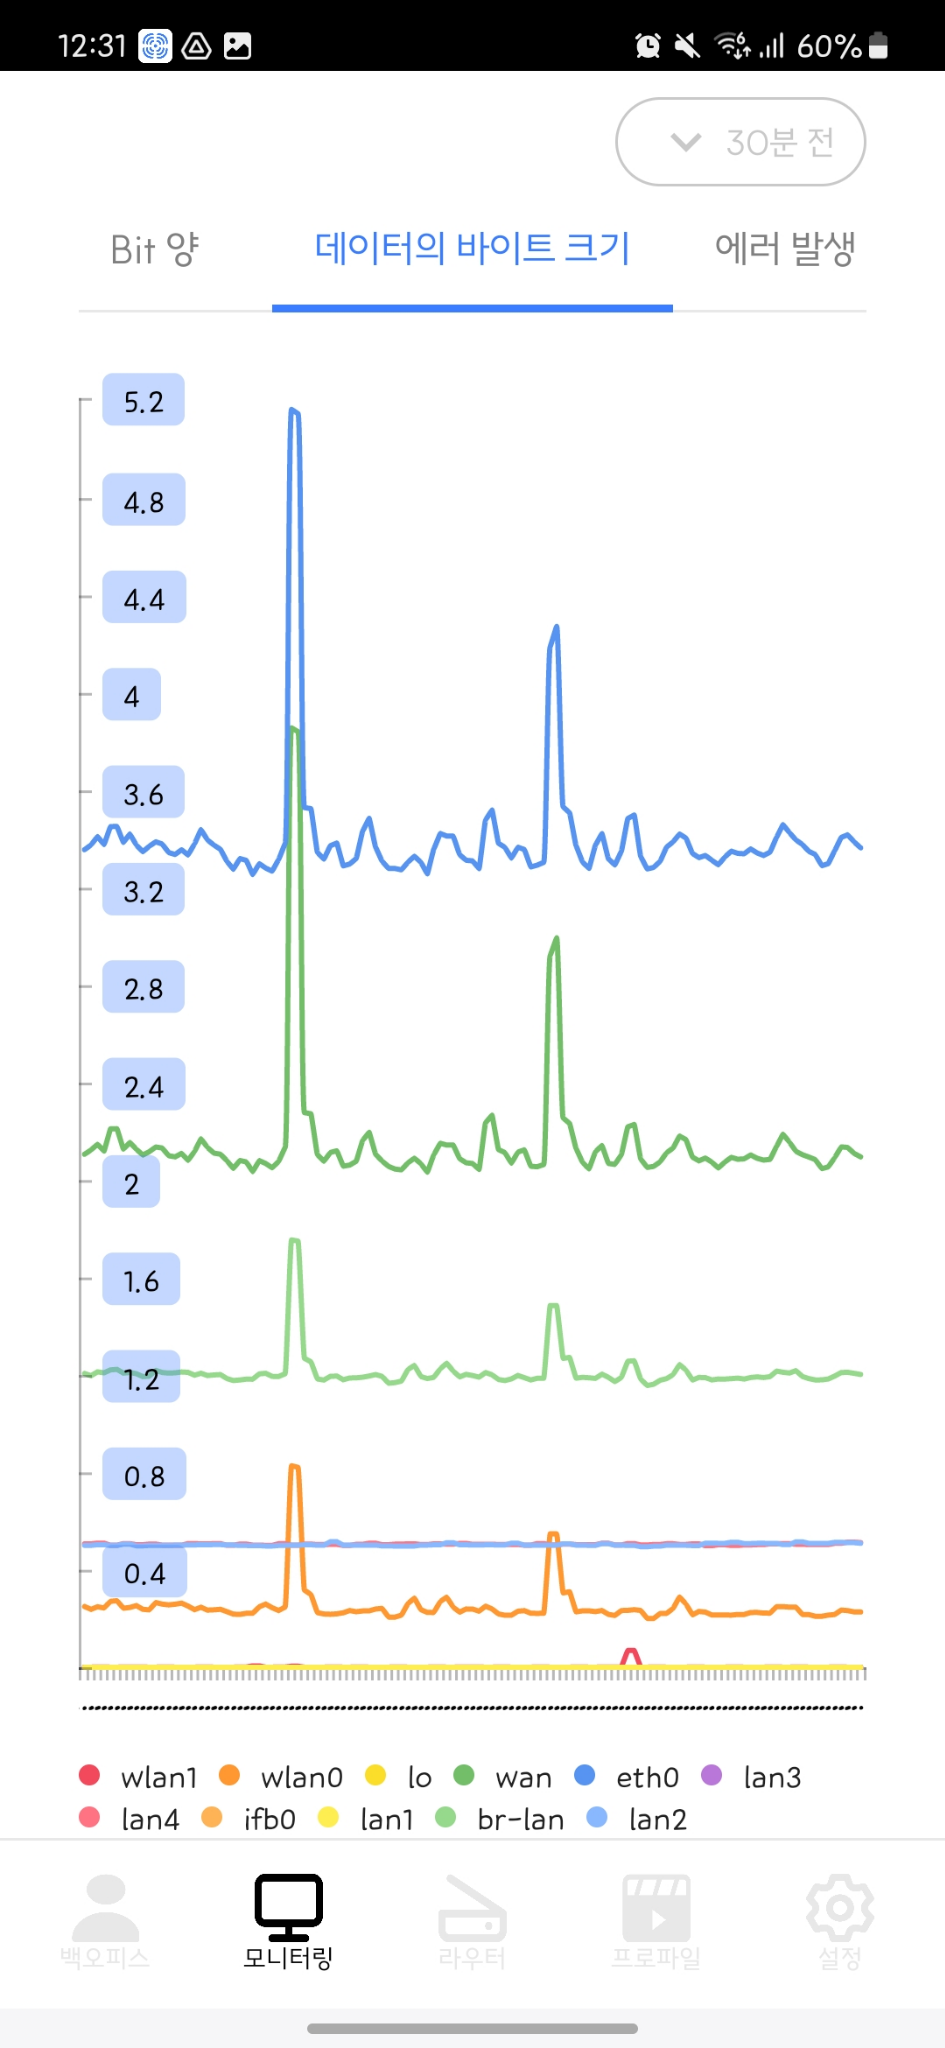 12:31 60%
30분 전
Bit 양 데이터의 바이트 크기 에러 발생
5.2
4.8
4.4
4
3.6
3.2
2.8
2.4
2
1.6
1.2
0.8
0.4
wlan1 wlan0 lo wan eth0 lan3
lan4 ifb0 lan1 br-lan lan2
백오피스 모니터링 라우터 프로파일 설정